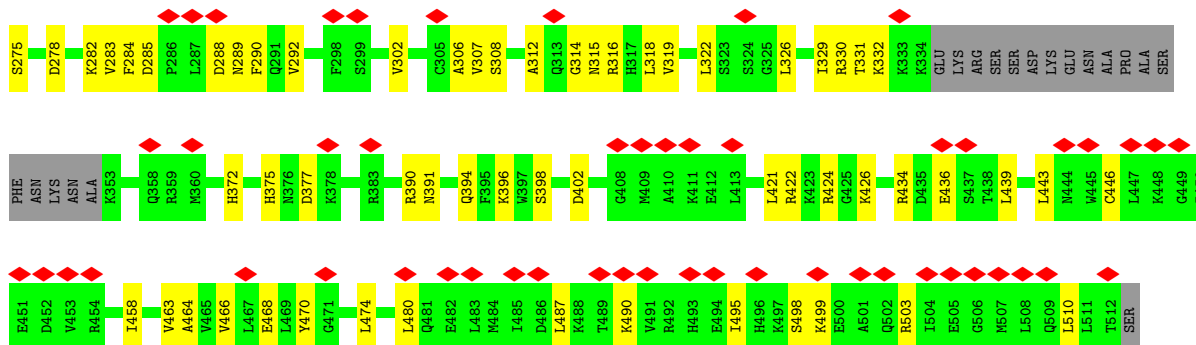 S275 D278 K282 V283 F284 D285 P286 L287 D288 N289 F290 Q291 V292 F298 S299 V302 C305 A306 V307 S308 A312 Q313 G314 N315 R316 H317 L318 V319 L322 S323 S324 G325 L326 I329 R330 T331 K332 K333 K334 GLU LYS ARG SER SER ASP LYS GLU ASN ALA PRO ALA SER
PHE ASN LYS ASN ALA K353 Q358 R359 M360 H372 H375 N376 D377 K378 R383 R390 N391 Q394 F395 K396 W397 S398 D402 G408 M409 A410 K411 E412 L413 L421 R422 K423 R424 G425 K426 R434 D435 E436 S437 T438 L439 L443 N444 W445 C446 L447 K448 G449
E451 D452 V453 R454 I458 V463 A464 V465 V466 L467 E468 L469 Y470 G471 L474 L480 Q481 E482 L483 M484 I485 D486 L487 K488 T489 K490 V491 R492 H493 E494 I495 H496 K497 S498 K499 E500 A501 Q502 R503 I504 E505 G506 M507 L508 Q509 L510 L511 T512 SER